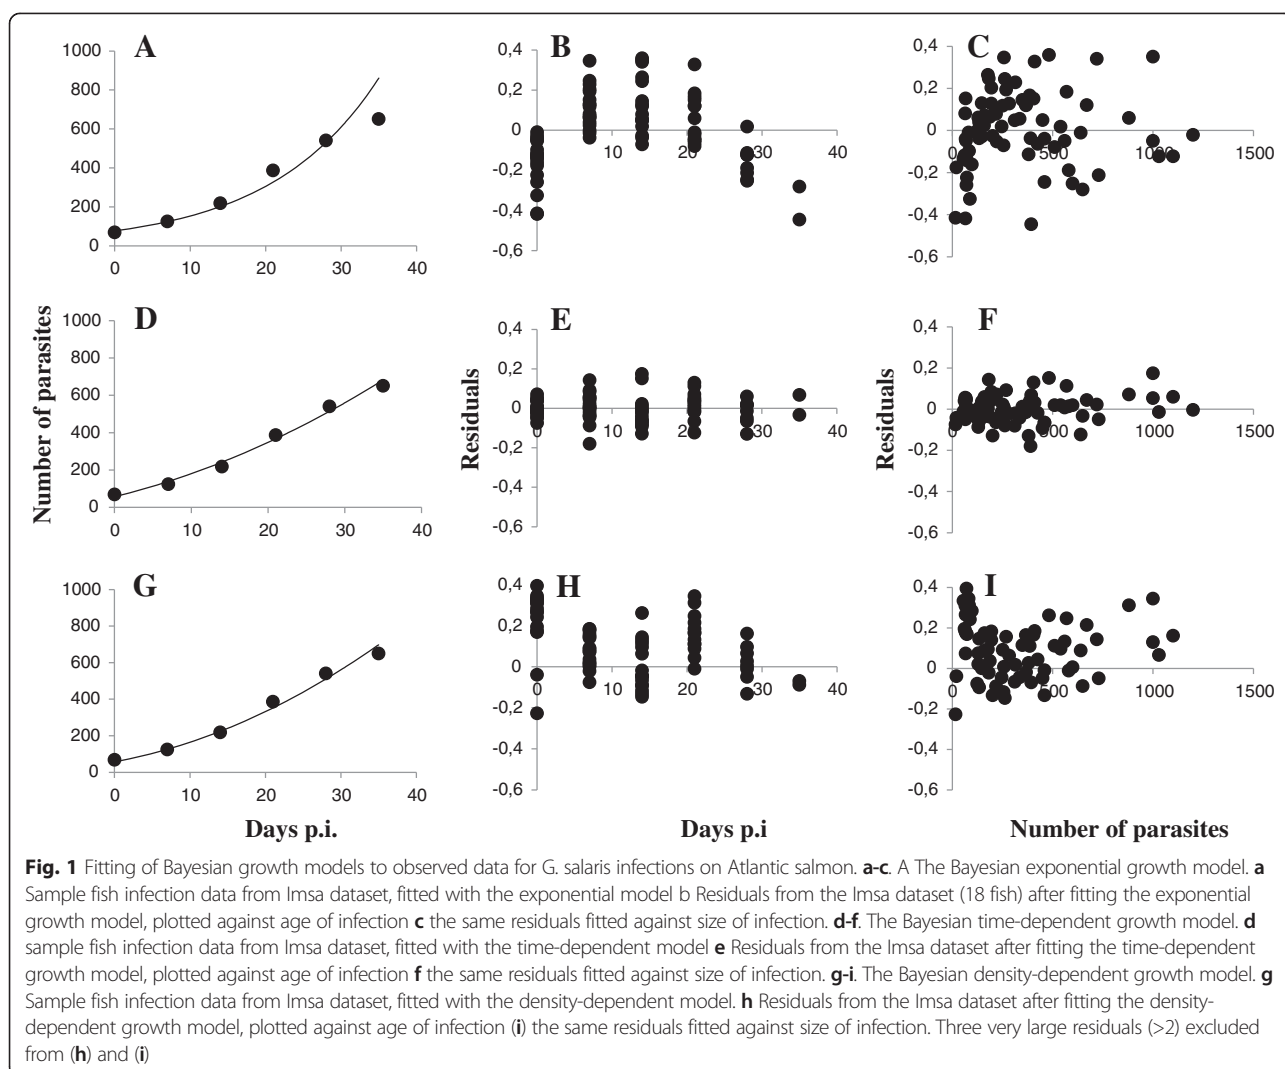 A
1000
800
600
400
200
0
0 10 20 30 40
B
0,4
0,2
0
-0,2
-0,4
-0,6
0 10 20 30 40
C
0,4
0,2
0
-0,2
-0,4
-0,6
0 500 1000 1500
Number of parasites
D
1000
800
600
400
200
0
0 10 20 30 40
Residuals
E
0,4
0,2
0
-0,2
-0,4
-0,6
0 10 20 30 40
Residuals
F
0,4
0,2
0
-0,2
-0,4
-0,6
0 500 1000 1500
G
1000
800
600
400
200
0
0 10 20 30 40
Days p.i.
H
0,4
0,2
0
-0,2
-0,4
-0,6
0 10 20 30 40
Days p.i
I
0,4
0,2
0
-0,2
-0,4
-0,6
0 500 1000 1500
Number of parasites
Fig. 1 Fitting of Bayesian growth models to observed data for G. salaris infections on Atlantic salmon. a-c. A The Bayesian exponential growth model. a
Sample fish infection data from Imsa dataset, fitted with the exponential model b Residuals from the Imsa dataset (18 fish) after fitting the exponential
growth model, plotted against age of infection c the same residuals fitted against size of infection. d-f. The Bayesian time-dependent growth model. d
sample fish infection data from Imsa dataset, fitted with the time-dependent model e Residuals from the Imsa dataset after fitting the time-dependent
growth model, plotted against age of infection f the same residuals fitted against size of infection. g-i. The Bayesian density-dependent growth model. g
Sample fish infection data from Imsa dataset, fitted with the density-dependent model. h Residuals from the Imsa dataset after fitting the density-
dependent growth model, plotted against age of infection (i) the same residuals fitted against size of infection. Three very large residuals (>2) excluded
from (h) and (i)